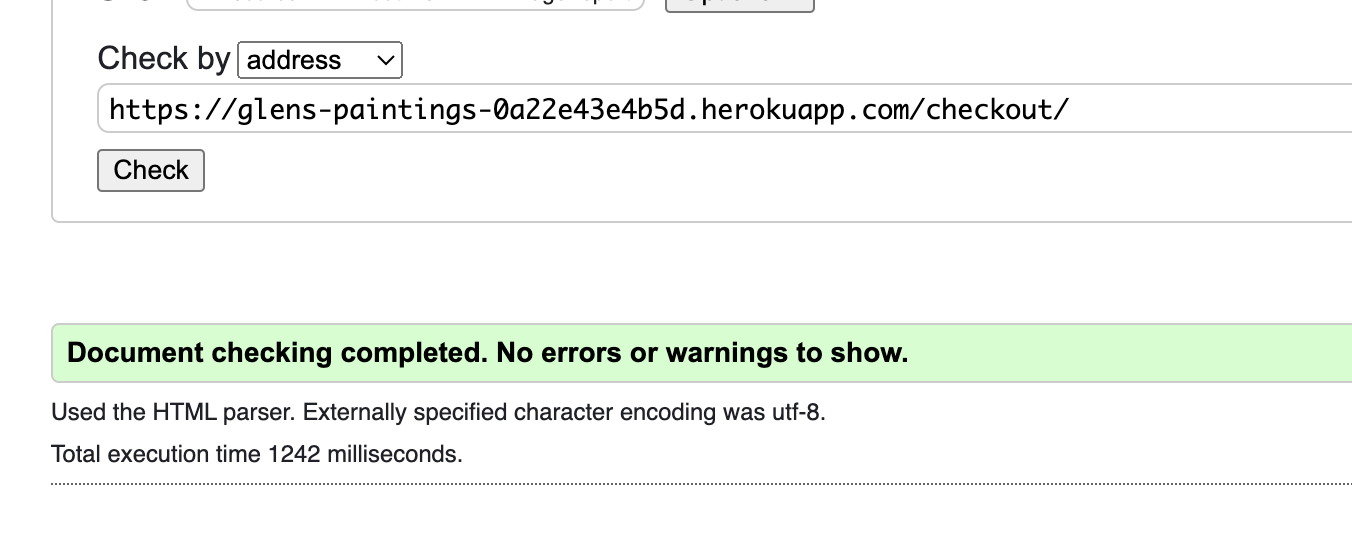 Check by address
https://glens-paintings-0a22e43e4b5d.herokuapp.com/checkout/
Check
Document checking completed. No errors or warnings to show.
Used the HTML parser. Externally specified character encoding was utf-8.
Total execution time 1242 milliseconds.